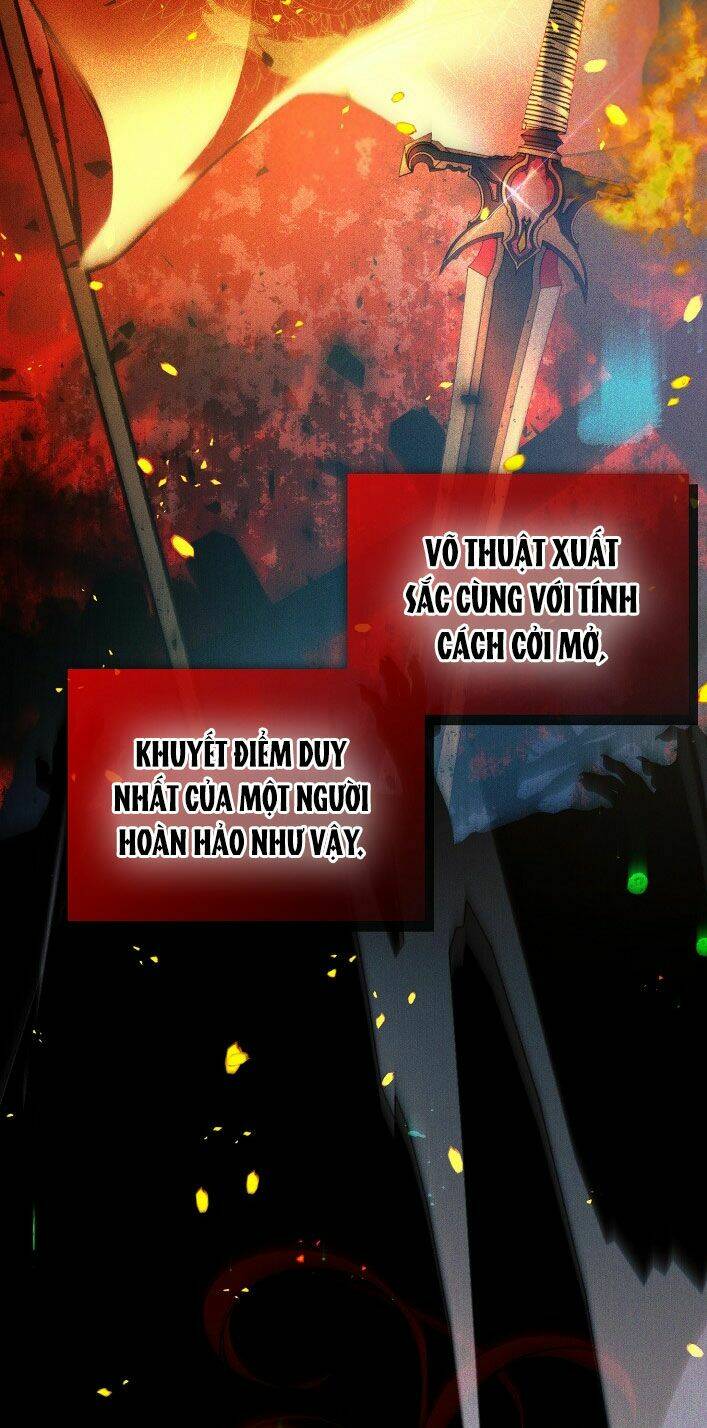 VÕ THUẬT XUẤT
SẮC CÙNG VỚI TÍNH
CÁCH CỞI MỞ,
KHUYẾT ĐIỂM DUY
NHẤT CỦA MỘT NGƯỜI
HOÀN HẢO NHƯ VẬY,